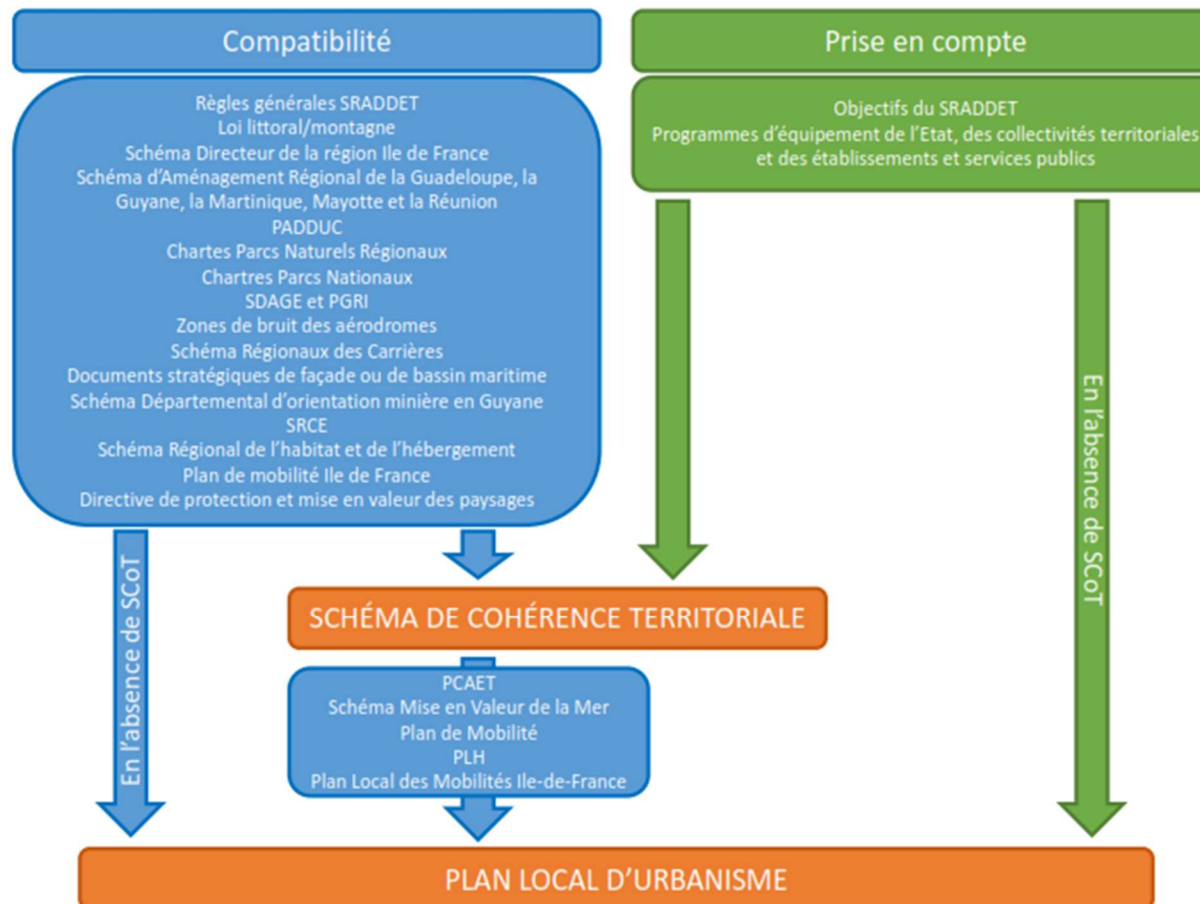 Compatibilité
Règles générales SRADDET
Loi littoral/montagne
Schéma Directeur de la région Ile de France
Schéma d'Aménagement Régional de la Guadeloupe, la
Guyane, la Martinique, Mayotte et la Réunion
PADDUC
Chartes Parcs Naturels Régionaux
Chartres Parcs Nationaux
SDAGE et PGRI
Zones de bruit des aérodromes
Schéma Régionaux des Carrières
Documents stratégiques de façade ou de bassin maritime
Schéma Départemental d'orientation minière en Guyane
SRCE
Schéma Régional de l'habitat et de l'hébergement
Plan de mobilité Ile de France
Directive de protection et mise en valeur des paysages
Prise en compte
Objectifs du SRADDET
Programmes d'équipement de l'Etat, des collectivités territoriales
et des établissements et services publics
En l'absence de SCoT
En l'absence de SCoT
SCHÉMA DE COHÉRENCE TERRITORIALE
PCAET
Schéma Mise en Valeur de la Mer
Plan de Mobilité
PLH
Plan Local des Mobilités Ile-de-France
PLAN LOCAL D'URBANISME